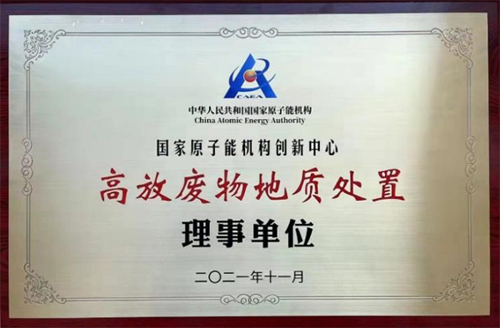 CAEA
中华人民共和国国家原子能机构
China Atomic Energy Authority
国家原子能机构创新中心
高放废物地质处置
理事单位
二〇二一年十一月